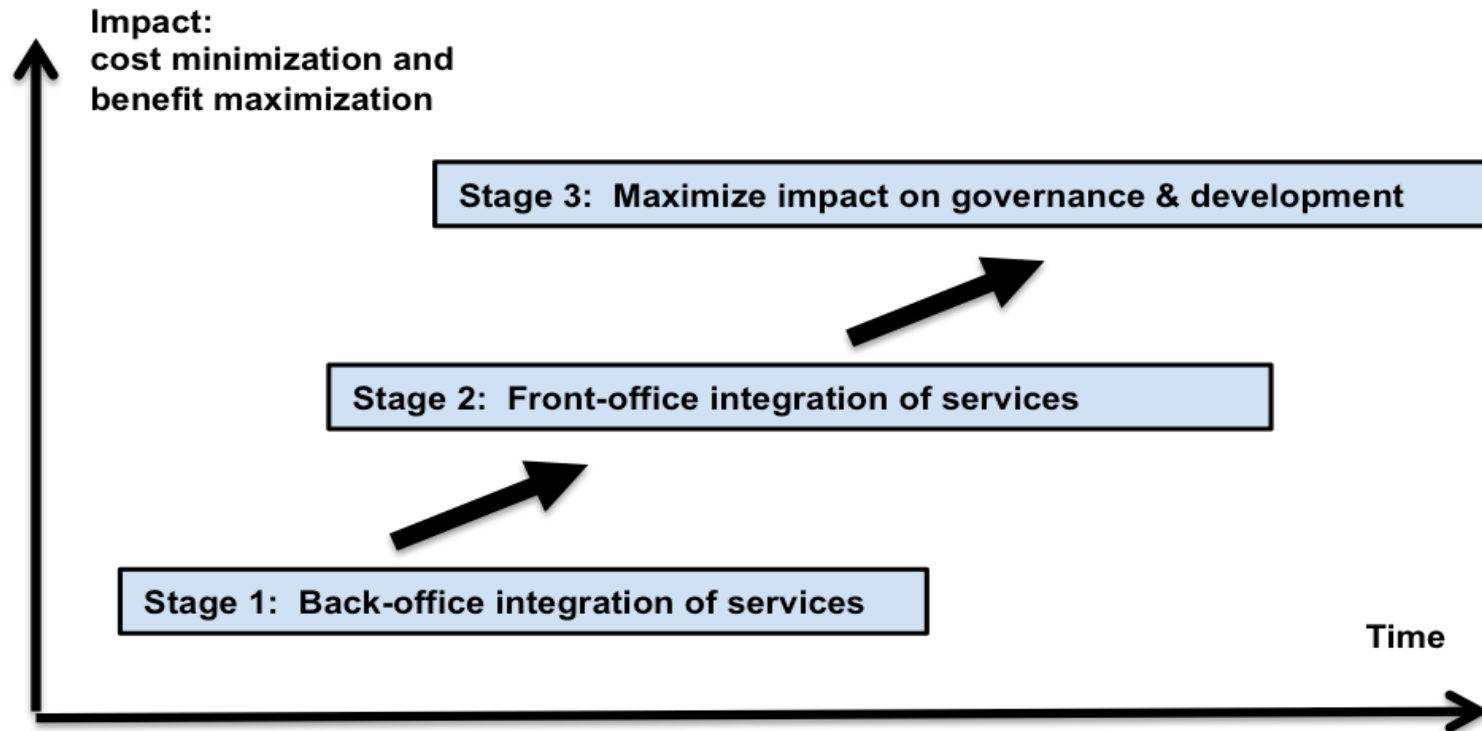 Impact:
cost minimization and
benefit maximization
Stage 3:  Maximize impact on governance & development
Stage 2:  Front-office integration of services
Stage 1:  Back-office integration of services
Time